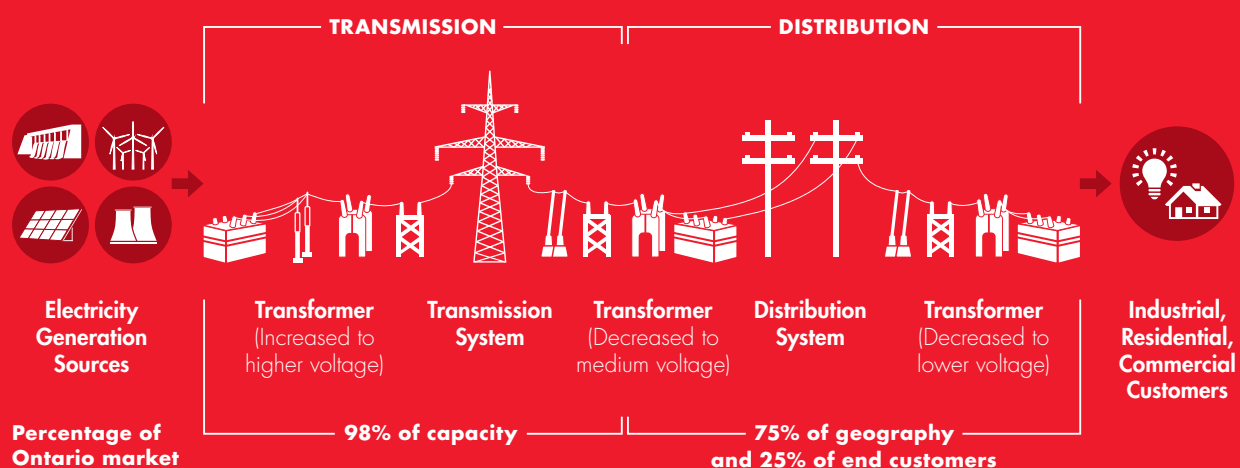 TRANSMISSION
DISTRIBUTION
Electricity
Generation
Sources
Transformer
(Increased to
higher voltage)
Transmission
System
Transformer
(Decreased to
medium voltage)
Distribution
System
Transformer
(Decreased to
lower voltage)
Industrial,
Residential,
Commercial
Customers
Percentage of
Ontario market
98% of capacity
75% of geography
and 25% of end customers